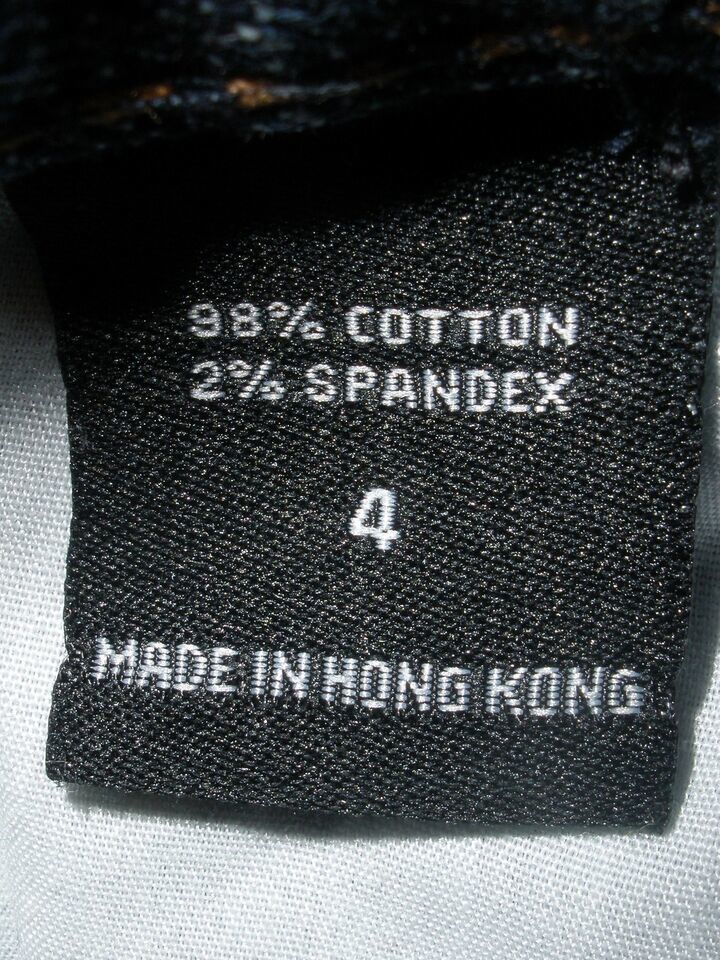 98% COTTON
2% SPANDEX
4
MADE IN HONG KONG